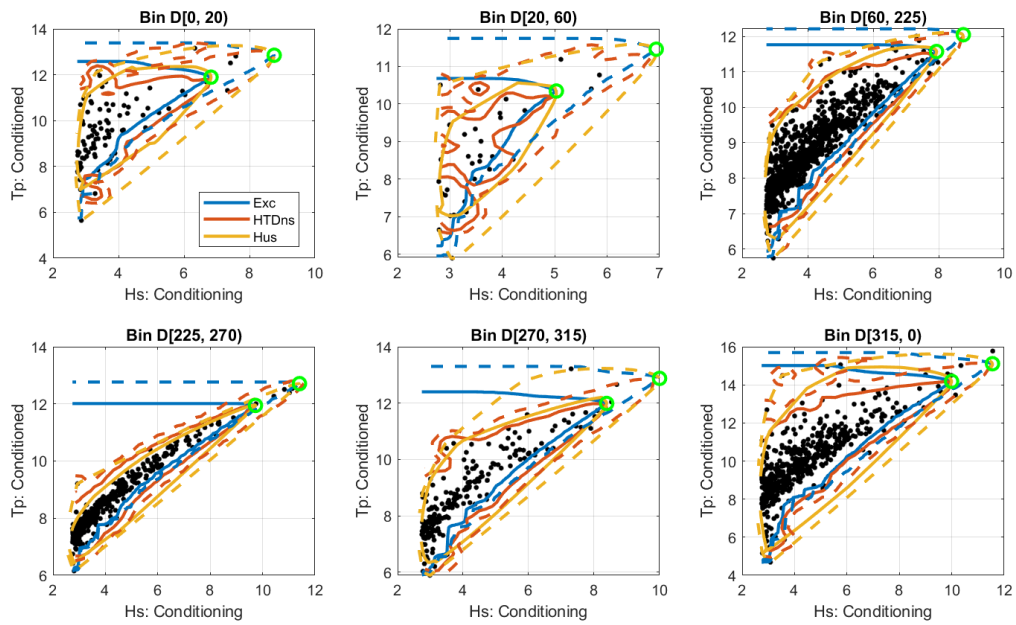 Bin D[0, 20)
14
12
10
8
6
4
2 4 6 8 10
Tp: Conditioned
Hs: Conditioning
Exc
HTDns
Hus
Bin D[20, 60)
12
11
10
9
8
7
6
2 3 4 5 6 7
Tp: Conditioned
Hs: Conditioning
Bin D[60, 225)
12
11
10
9
8
7
6
2 4 6 8 10
Tp: Conditioned
Hs: Conditioning
Bin D[225, 270)
14
12
10
8
6
2 4 6 8 10 12
Tp: Conditioned
Hs: Conditioning
Bin D[270, 315)
14
12
10
8
6
2 4 6 8 10
Tp: Conditioned
Hs: Conditioning
Bin D[315, 0)
16
14
12
10
8
6
4
2 4 6 8 10 12
Tp: Conditioned
Hs: Conditioning